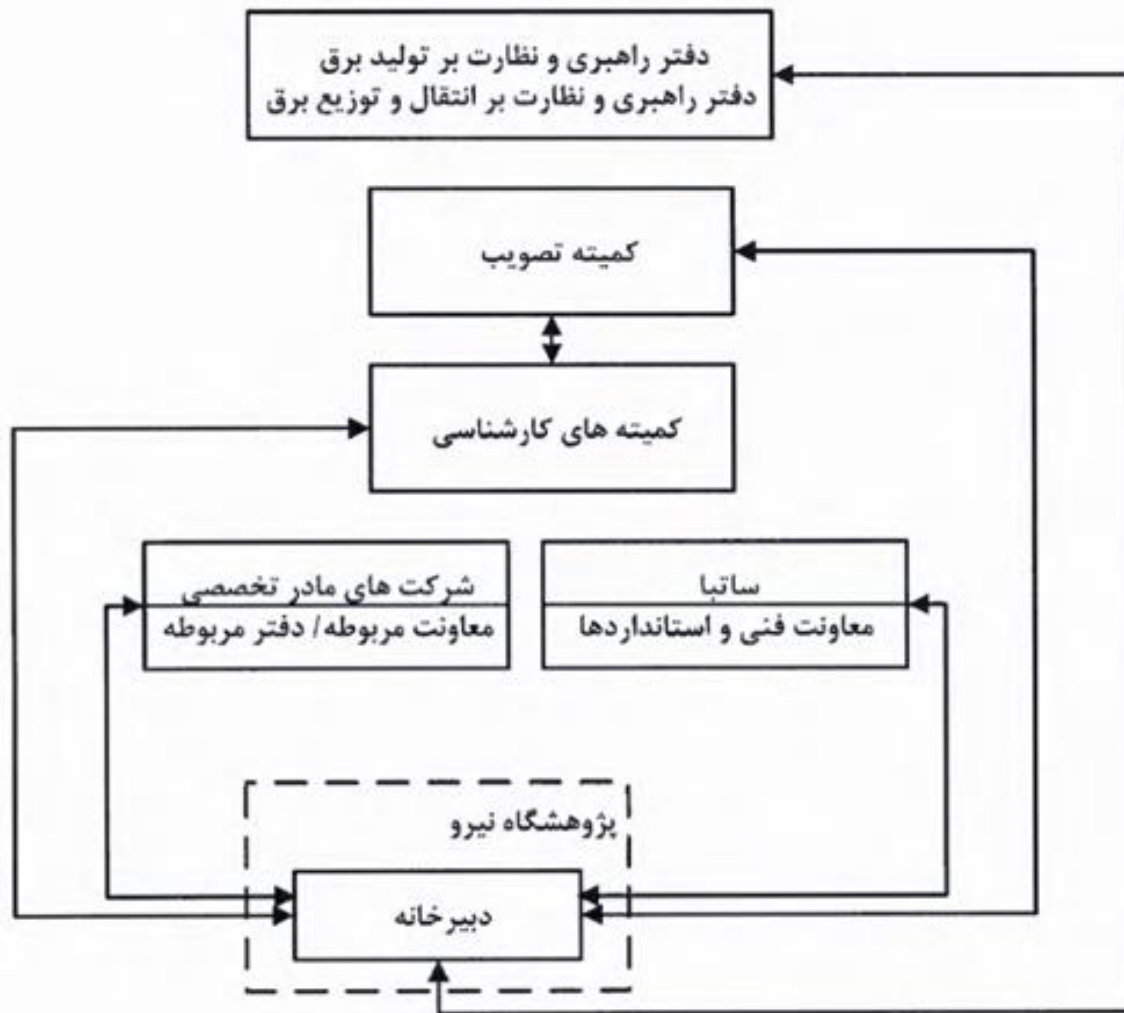 دفتر راهبری و نظارت بر تولید برق
دفتر راهبری و نظارت بر انتقال و توزیع برق
کمیته تصویب
کمیته های کارشناسی
ساتبا
معاونت فنی و استانداردها
شرکت های مادر تخصصی
معاونت مربوطه/ دفتر مربوطه
پژوهشگاه نیرو
دبیرخانه